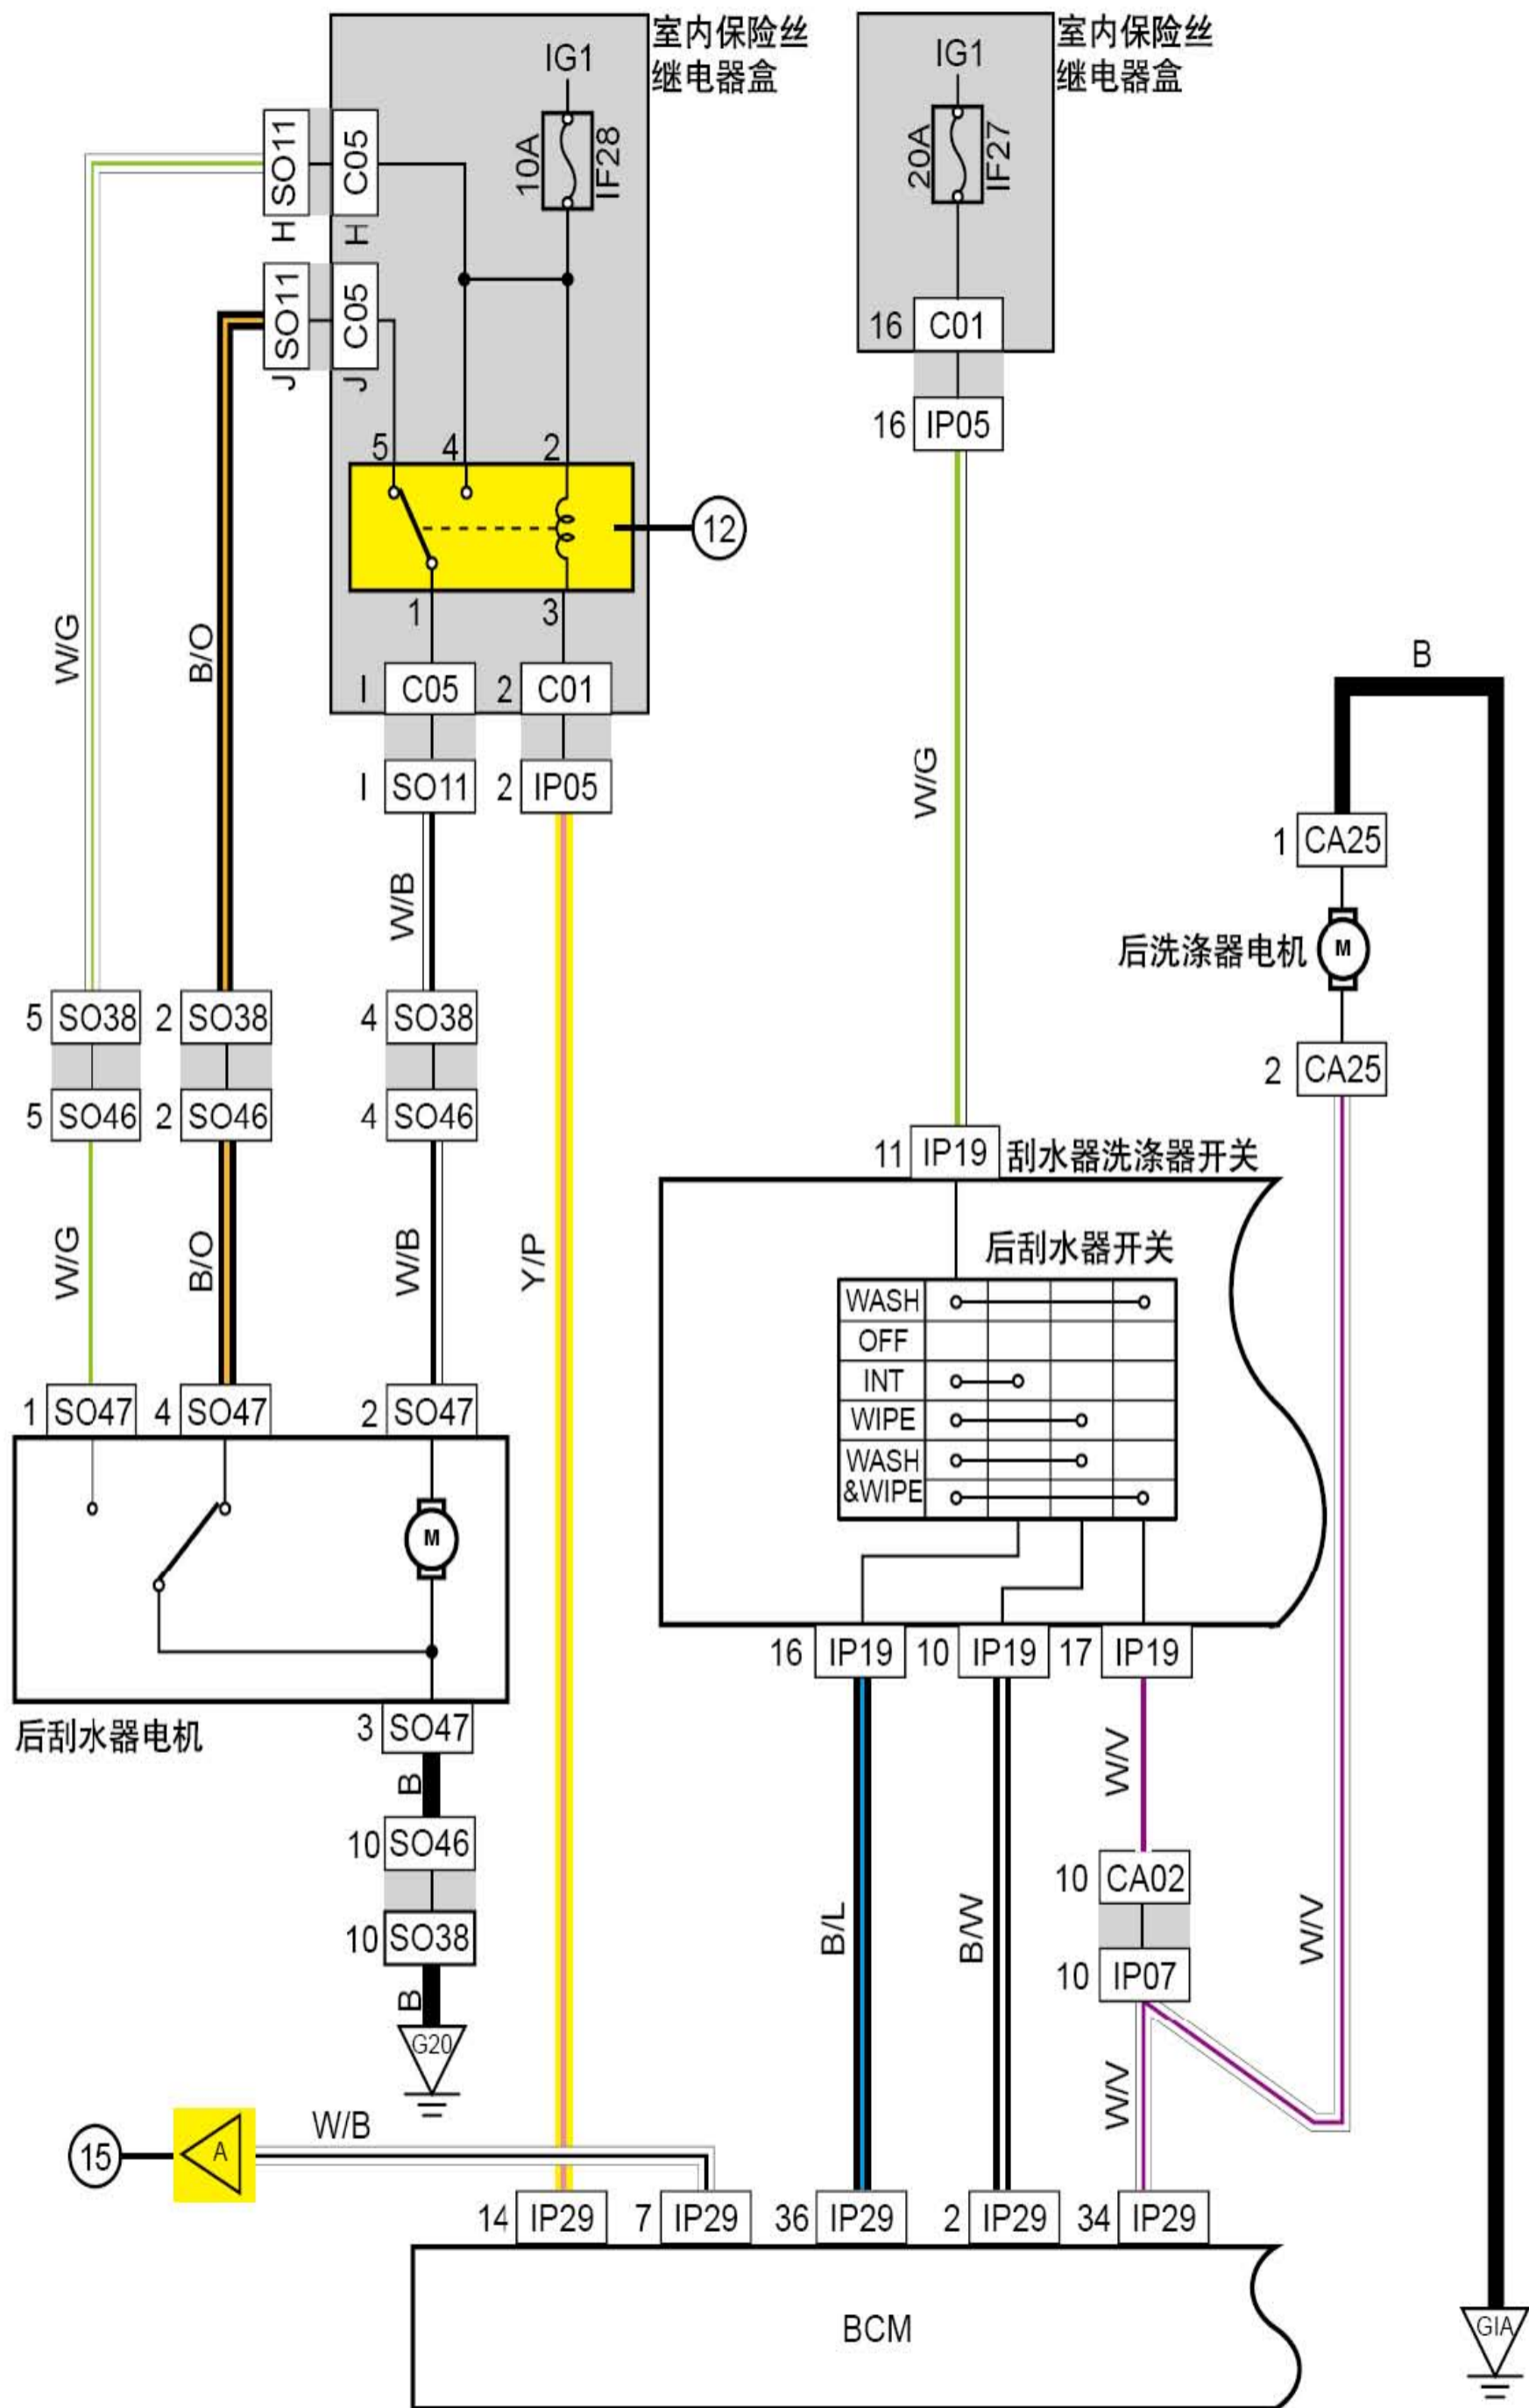 室内保险丝
继电器盒
IG1
10A
IF28
SO11
C05
H
H
SO11
C05
J
J
5
4
2
12
1
3
I
C05
2
C01
I
SO11
2
IP05
室内保险丝
继电器盒
IG1
20A
IF27
16
C01
16
IP05
W/G
B/O
W/B
W/G
B
1
CA25
后洗涤器电机
M
2
CA25
5
SO38
2
SO38
4
SO38
5
SO46
2
SO46
4
SO46
W/G
B/O
W/B
Y/P
1
SO47
4
SO47
2
SO47
M
后刮水器电机
3
SO47
B
10
SO46
10
SO38
B
G20
11
IP19
刮水器洗涤器开关
后刮水器开关
WASH
OFF
INT
WIPE
WASH
&WIPE
16
IP19
10
IP19
17
IP19
B/L
B/W
W/V
10
CA02
10
IP07
W/V
W/V
15
A
W/B
14
IP29
7
IP29
36
IP29
2
IP29
34
IP29
BCM
GIA